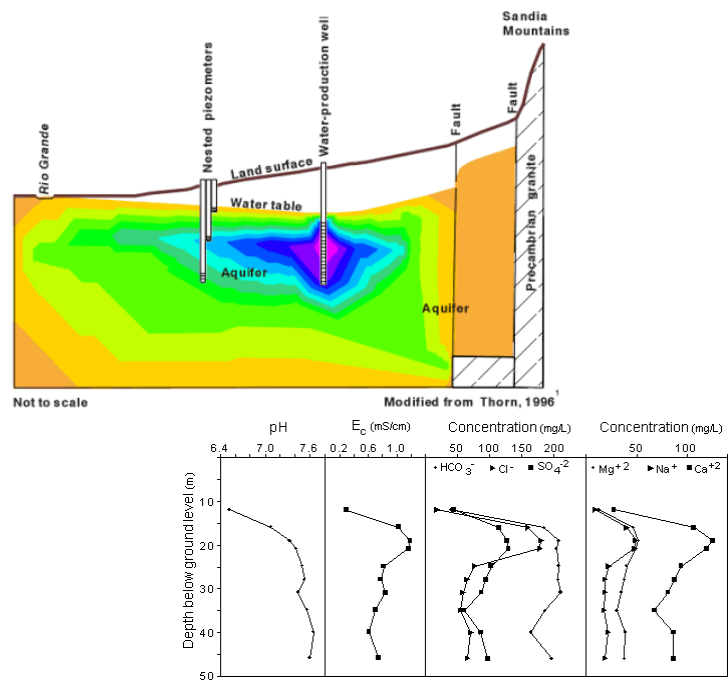 Sandia
Mountains
Rio Grande
Nested piezometers
Water-production well
Fault
Fault
Land surface
Water table
Precambrian granite
Aquifer
Aquifer
1
Not to scale
Modified from Thorn, 1996
pH
E_c (mS/cm)
Concentration (mg/L)
Concentration (mg/L)
6.4 7.0 7.6
0.2 0.6 1.0
50 100 150 200
50 100
HCO3- Cl- SO4-2
Mg+2 Na+ Ca+2
Depth below ground level (m)
10
20
30
40
50